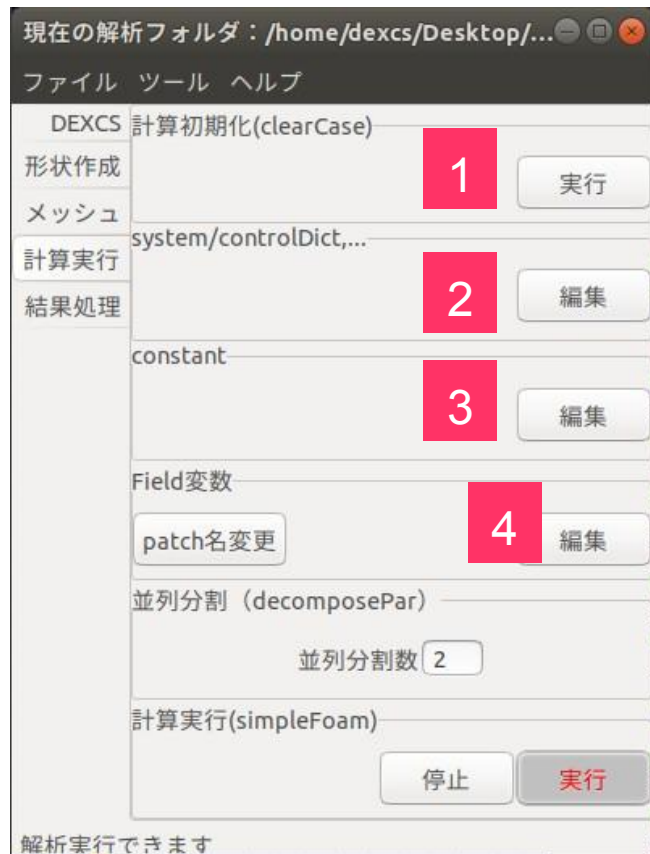 現在の解析フォルダ：/home/dexcs/Desktop/...
ファイル ツール ヘルプ
DEXCS
形状作成
メッシュ
計算実行
結果処理
計算初期化(clearCase)
1
実行
system/controlDict,...
2
編集
constant
3
編集
Field変数
patch名変更
4
編集
並列分割（decomposePar）
並列分割数 2
計算実行(simpleFoam)
停止 実行
解析実行できます